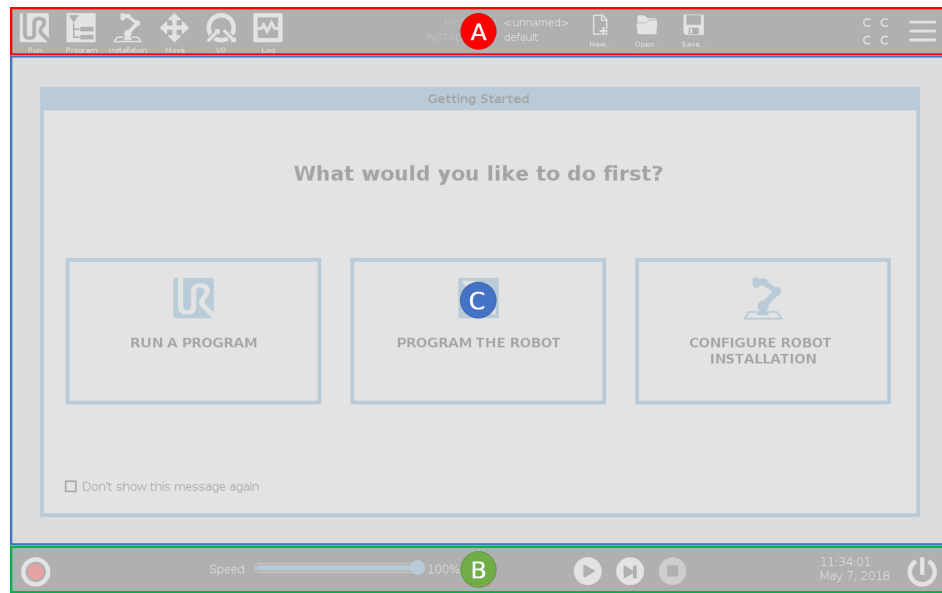 UR
Run
Program
Installation
Move
I/O
Log
A
<unnamed>
default
New...
Open...
Save...
C C
C C
Getting Started
What would you like to do first?
UR
C
RUN A PROGRAM
PROGRAM THE ROBOT
CONFIGURE ROBOT
INSTALLATION
Don't show this message again
Speed
100%
B
11:34:01
May 7, 2018